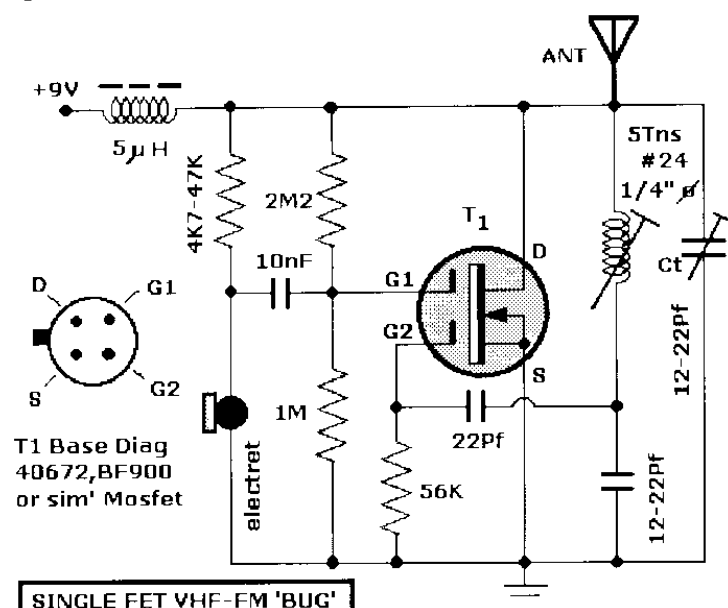 ANT
+9V
5µH
4K7-47K
2M2
5Tns
#24
1/4" ø
T1
D
10nF
G1
Ct
D
G1
G2
S
G2
S
12-22Pf
1M
22Pf
T1 Base Diag
40672,BF900
or sim' Mosfet
electret
56K
12-22Pf
SINGLE FET VHF-FM 'BUG'